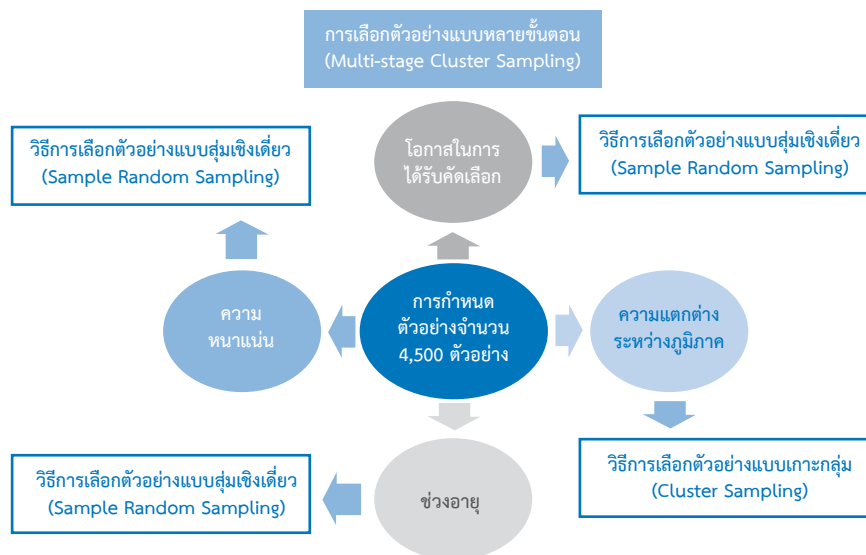 การเลือกตัวอย่างแบบหลายขั้นตอน
(Multi-stage Cluster Sampling)
วิธีการเลือกตัวอย่างแบบสุ่มเชิงเดี่ยว
(Sample Random Sampling)
โอกาสในการ
ได้รับคัดเลือก
วิธีการเลือกตัวอย่างแบบสุ่มเชิงเดี่ยว
(Sample Random Sampling)
ความ
หนาแน่น
การกำหนด
ตัวอย่างจำนวน
4,500 ตัวอย่าง
ความแตกต่าง
ระหว่างภูมิภาค
วิธีการเลือกตัวอย่างแบบสุ่มเชิงเดี่ยว
(Sample Random Sampling)
ช่วงอายุ
วิธีการเลือกตัวอย่างแบบเกาะกลุ่ม
(Cluster Sampling)